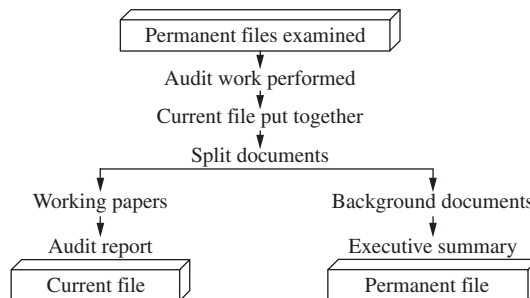 Permanent files examined
Audit work performed
Current file put together
Split documents
Working papers
Background documents
Audit report
Executive summary
Current file
Permanent file